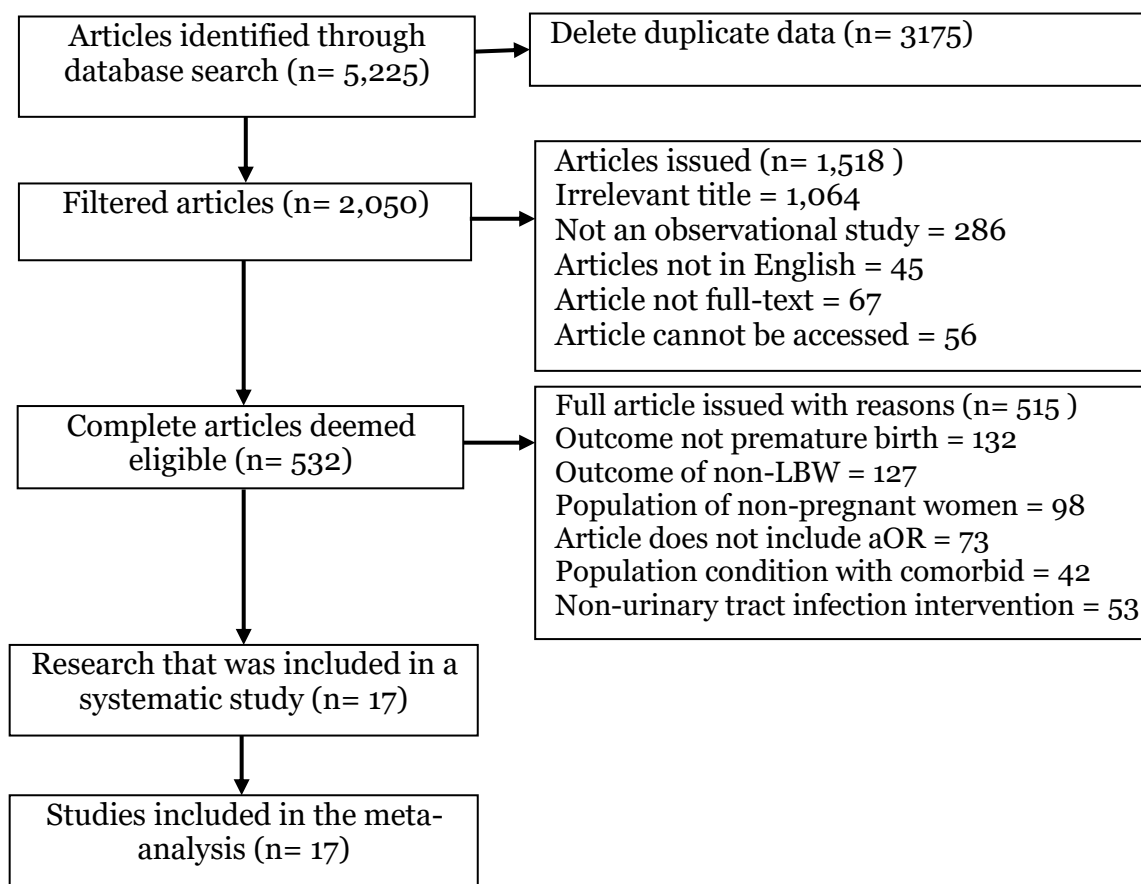 Articles identified through
database search (n= 5,225)
Delete duplicate data (n= 3175)
Filtered articles (n= 2,050)
Articles issued (n= 1,518 )
Irrelevant title = 1,064
Not an observational study = 286
Articles not in English = 45
Article not full-text = 67
Article cannot be accessed = 56
Complete articles deemed
eligible (n= 532)
Full article issued with reasons (n= 515 )
Outcome not premature birth = 132
Outcome of non-LBW = 127
Population of non-pregnant women = 98
Article does not include aOR = 73
Population condition with comorbid = 42
Non-urinary tract infection intervention = 53
Research that was included in a
systematic study (n= 17)
Studies included in the meta-
analysis (n= 17)